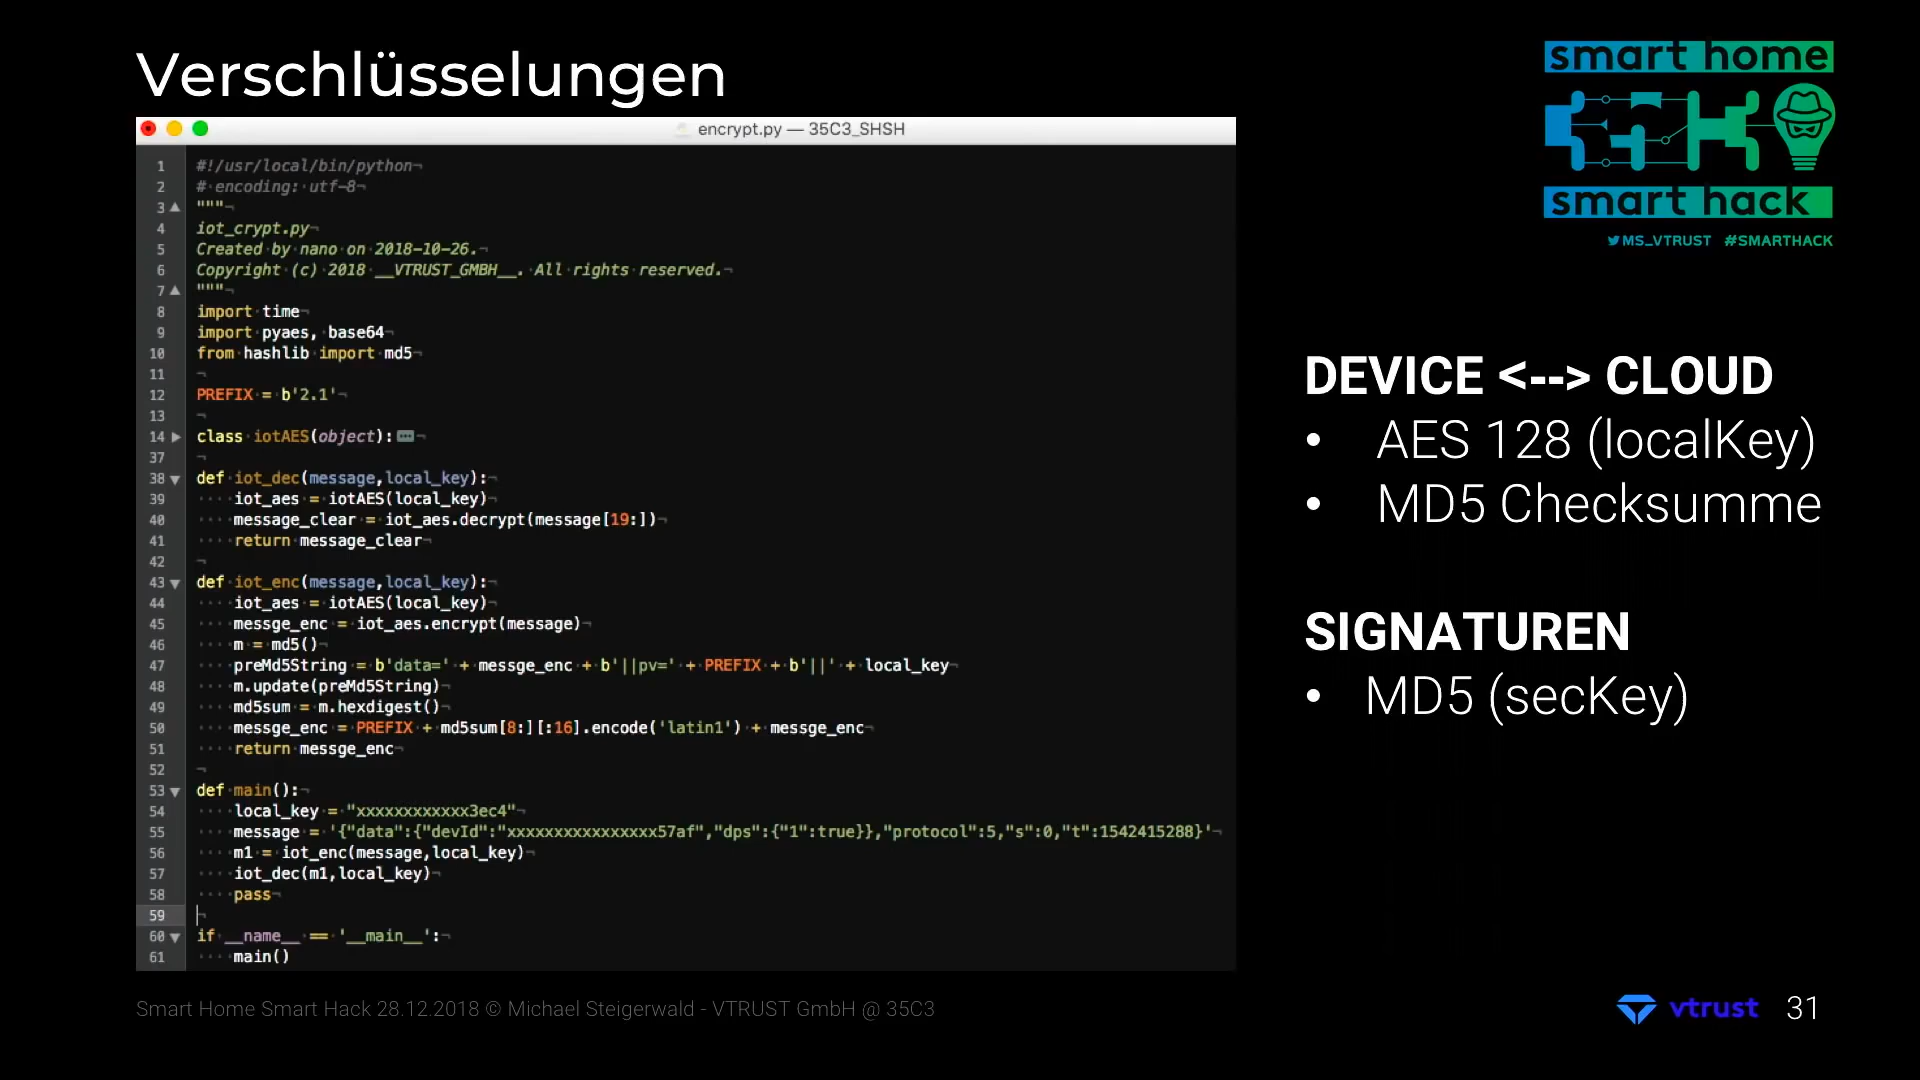 Verschlüsselungen
smart home
smart hack
MS_VTRUST #SMARTHACK
encrypt.py — 35C3_SHSH
1 #!/usr/local/bin/python¬
2 # encoding: utf-8¬
3 """¬
4 iot_crypt.py¬
5 Created by nano on 2018-10-26.¬
6 Copyright (c) 2018 __VTRUST_GMBH__. All rights reserved.¬
7 """¬
8 import time¬
9 import pyaes, base64¬
10 from hashlib import md5¬
11 ¬
12 PREFIX = b'2.1'¬
13 ¬
14 class iotAES(object):¬
37 ¬
38 def iot_dec(message,local_key):¬
39 ····iot_aes = iotAES(local_key)¬
40 ····message_clear = iot_aes.decrypt(message[19:])¬
41 ····return message_clear¬
42 ¬
43 def iot_enc(message,local_key):¬
44 ····iot_aes = iotAES(local_key)¬
45 ····messge_enc = iot_aes.encrypt(message)¬
46 ····m = md5()¬
47 ····preMd5String = b'data=' + messge_enc + b'||pv=' + PREFIX + b'||' + local_key¬
48 ····m.update(preMd5String)¬
49 ····md5sum = m.hexdigest()¬
50 ····messge_enc = PREFIX + md5sum[8:][:16].encode('latin1') + messge_enc¬
51 ····return messge_enc¬
52 ¬
53 def main():¬
54 ····local_key = "xxxxxxxxxxxx3ec4"¬
55 ····message = '{"data":{"devId":"xxxxxxxxxxxxxxxx57af","dps":{"1":true}},"protocol":5,"s":0,"t":1542415288}'¬
56 ····m1 = iot_enc(message,local_key)¬
57 ····iot_dec(m1,local_key)¬
58 ····pass¬
59 ¬
60 if __name__ == '__main__':¬
61 ····main()
DEVICE <--> CLOUD
• AES 128 (localKey)
• MD5 Checksumme
SIGNATUREN
• MD5 (secKey)
Smart Home Smart Hack 28.12.2018 © Michael Steigerwald - VTRUST GmbH @ 35C3
vtrust 31